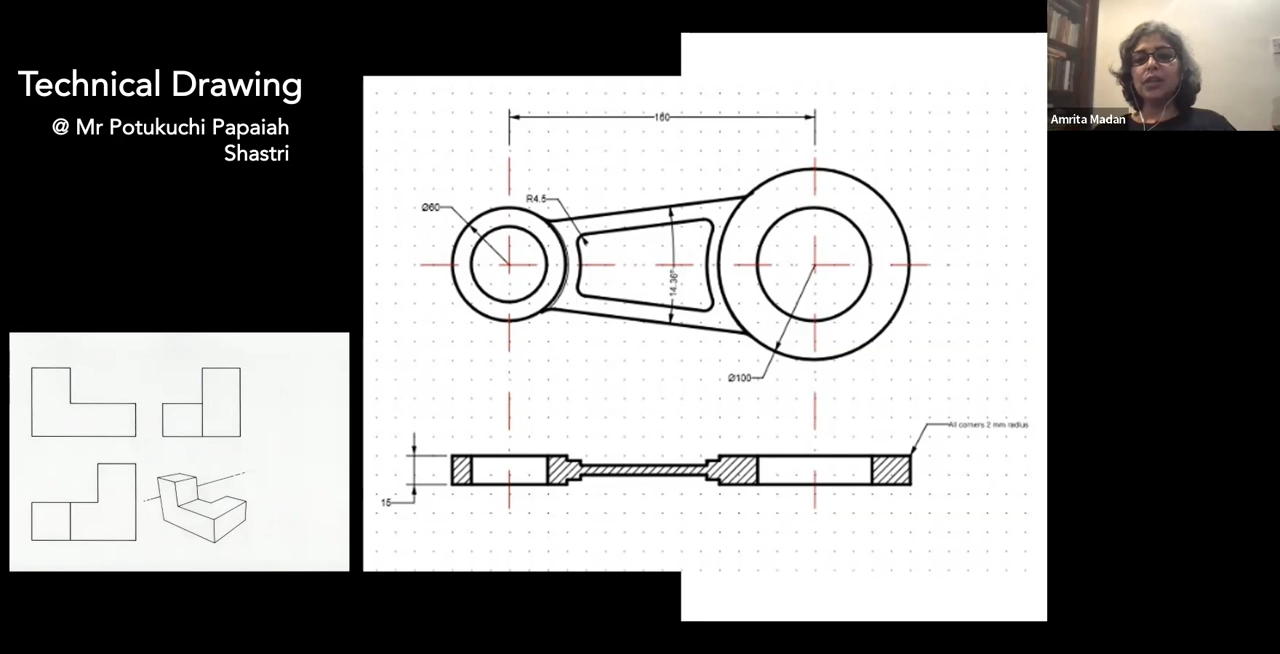 Technical Drawing
@ Mr Potukuchi Papaiah
Shastri
Amrita Madan
160
R4.5
Ø60
14.36°
Ø100
All corners 2 mm radius
15